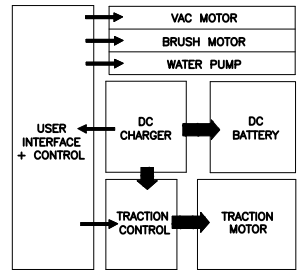 VAC MOTOR
BRUSH MOTOR
WATER PUMP
USER
INTERFACE
+ CONTROL
DC
CHARGER
DC
BATTERY
TRACTION
CONTROL
TRACTION
MOTOR